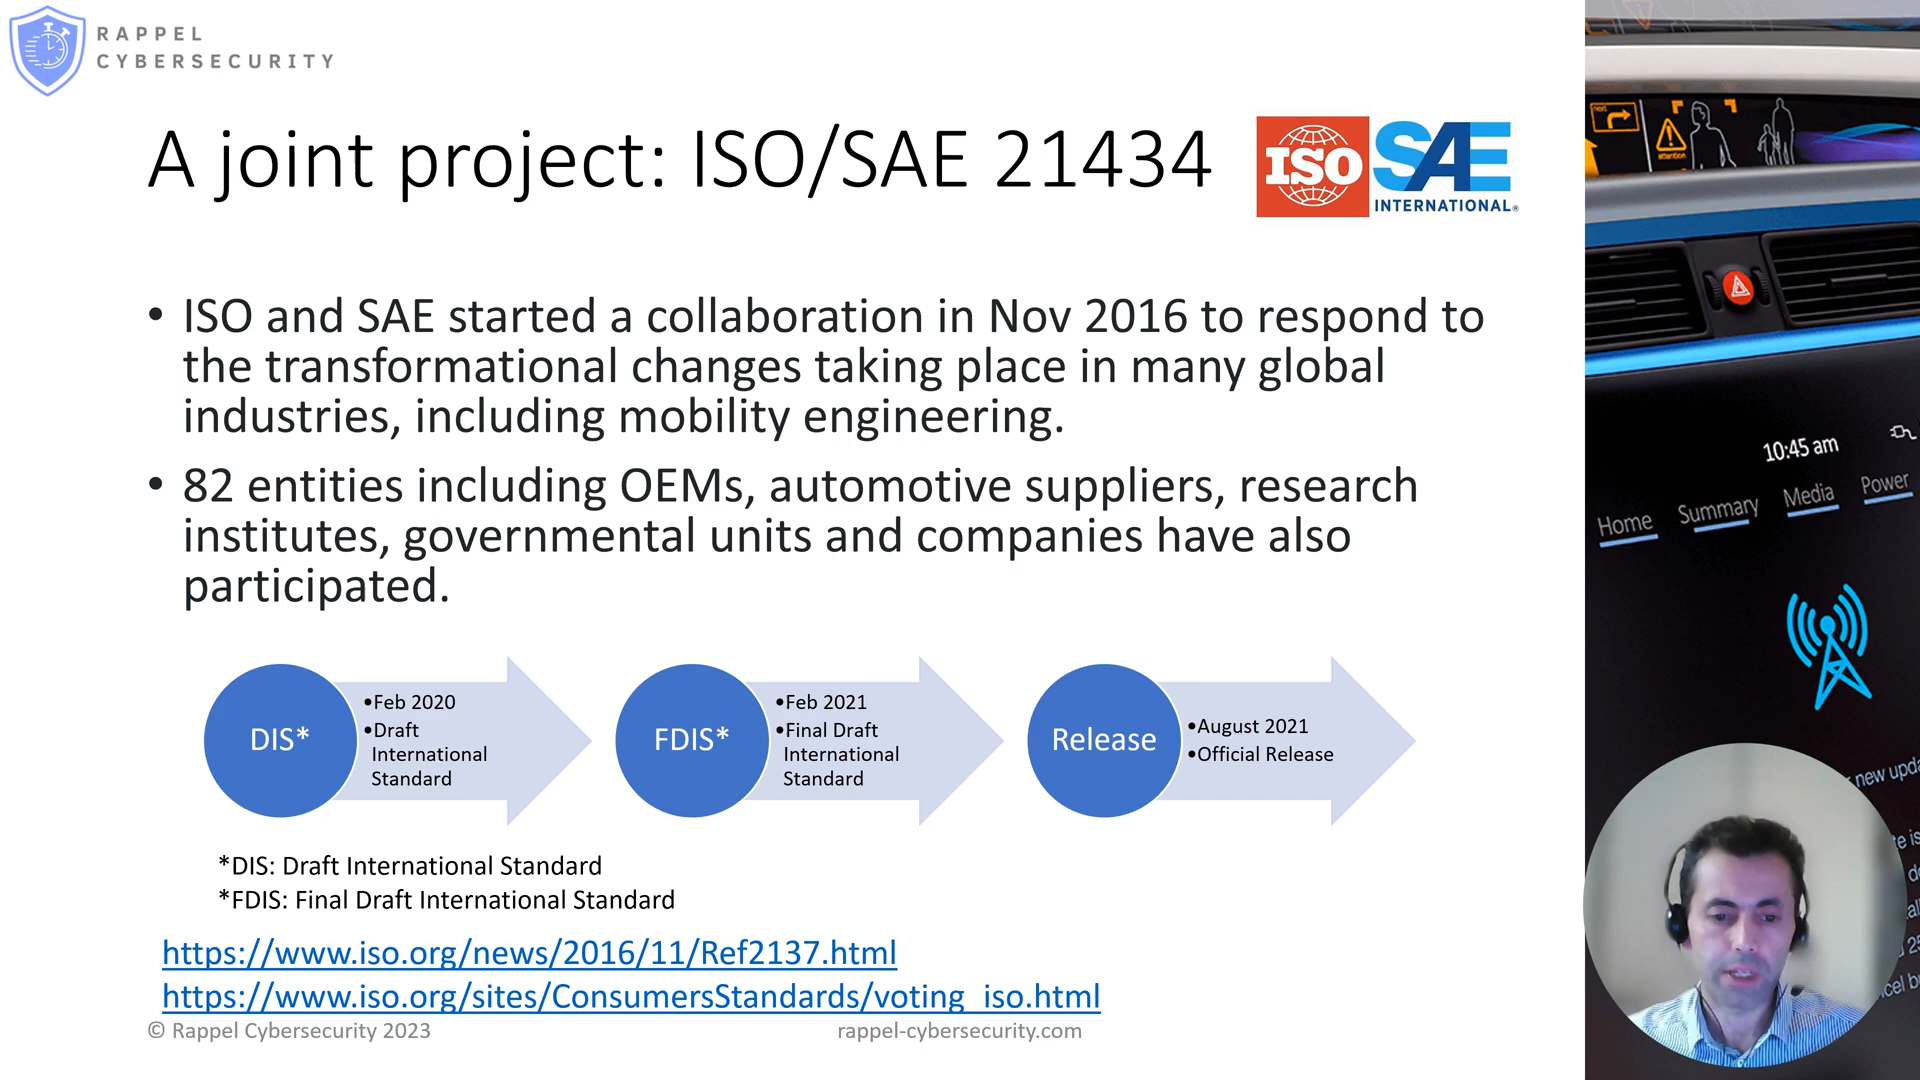 RAPPEL
CYBERSECURITY
A joint project: ISO/SAE 21434
ISO
SAE
INTERNATIONAL®
• ISO and SAE started a collaboration in Nov 2016 to respond to
the transformational changes taking place in many global
industries, including mobility engineering.
• 82 entities including OEMs, automotive suppliers, research
institutes, governmental units and companies have also
participated.
DIS*
•Feb 2020
•Draft
International
Standard
FDIS*
•Feb 2021
•Final Draft
International
Standard
Release
•August 2021
•Official Release
*DIS: Draft International Standard
*FDIS: Final Draft International Standard
https://www.iso.org/news/2016/11/Ref2137.html
https://www.iso.org/sites/ConsumersStandards/voting_iso.html
© Rappel Cybersecurity 2023
rappel-cybersecurity.com
next
attention
10:45 am
Home Summary Media Power
new upda